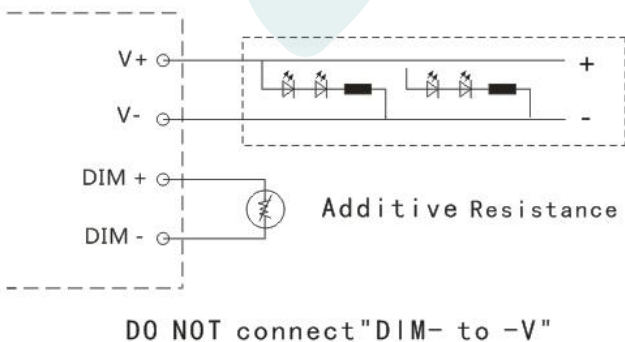 V+
+
V-
-
DIM +
Additive Resistance
DIM -
DO NOT connect"DIM- to -V"